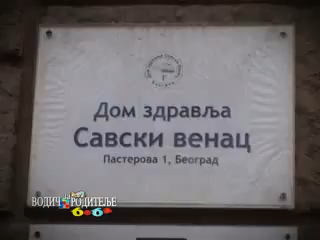 Дом здравља
Савски венац
Пастерова 1, Београд
ВОДИЧ за РОДИТЕЉЕ